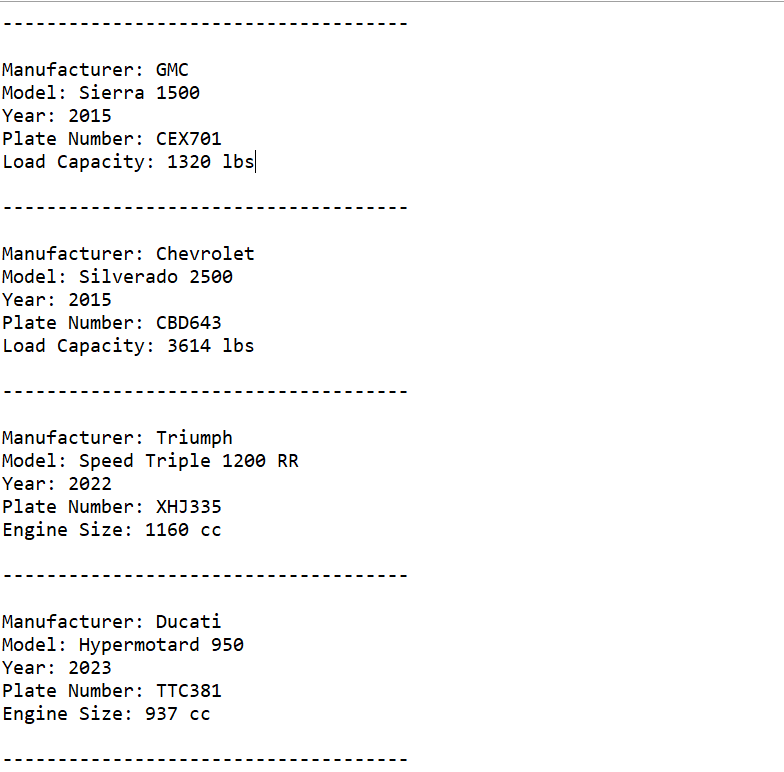 -------------------------------------
Manufacturer: GMC
Model: Sierra 1500
Year: 2015
Plate Number: CEX701
Load Capacity: 1320 lbs
-------------------------------------
Manufacturer: Chevrolet
Model: Silverado 2500
Year: 2015
Plate Number: CBD643
Load Capacity: 3614 lbs
-------------------------------------
Manufacturer: Triumph
Model: Speed Triple 1200 RR
Year: 2022
Plate Number: XHJ335
Engine Size: 1160 cc
-------------------------------------
Manufacturer: Ducati
Model: Hypermotard 950
Year: 2023
Plate Number: TTC381
Engine Size: 937 cc
-------------------------------------